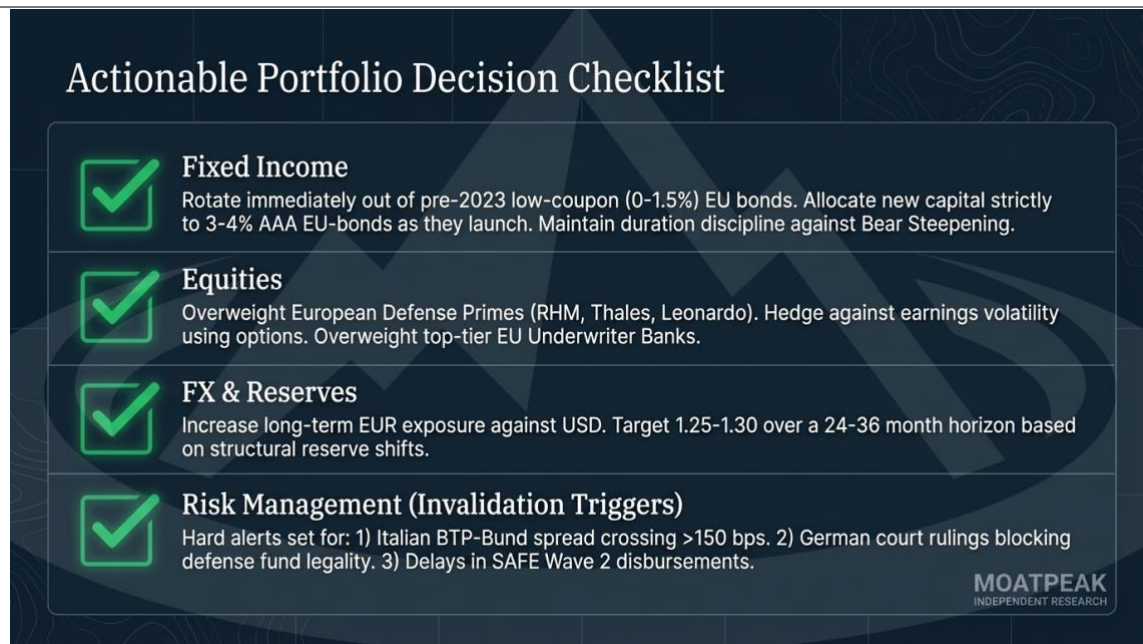 Actionable Portfolio Decision Checklist
Fixed Income
Rotate immediately out of pre-2023 low-coupon (0-1.5%) EU bonds. Allocate new capital strictly
to 3-4% AAA EU-bonds as they launch. Maintain duration discipline against Bear Steepening.
Equities
Overweight European Defense Primes (RHM, Thales, Leonardo). Hedge against earnings volatility
using options. Overweight top-tier EU Underwriter Banks.
FX & Reserves
Increase long-term EUR exposure against USD. Target 1.25-1.30 over a 24-36 month horizon based
on structural reserve shifts.
Risk Management (Invalidation Triggers)
Hard alerts set for: 1) Italian BTP-Bund spread crossing >150 bps. 2) German court rulings blocking
defense fund legality. 3) Delays in SAFE Wave 2 disbursements.
MOATPEAK
INDEPENDENT RESEARCH